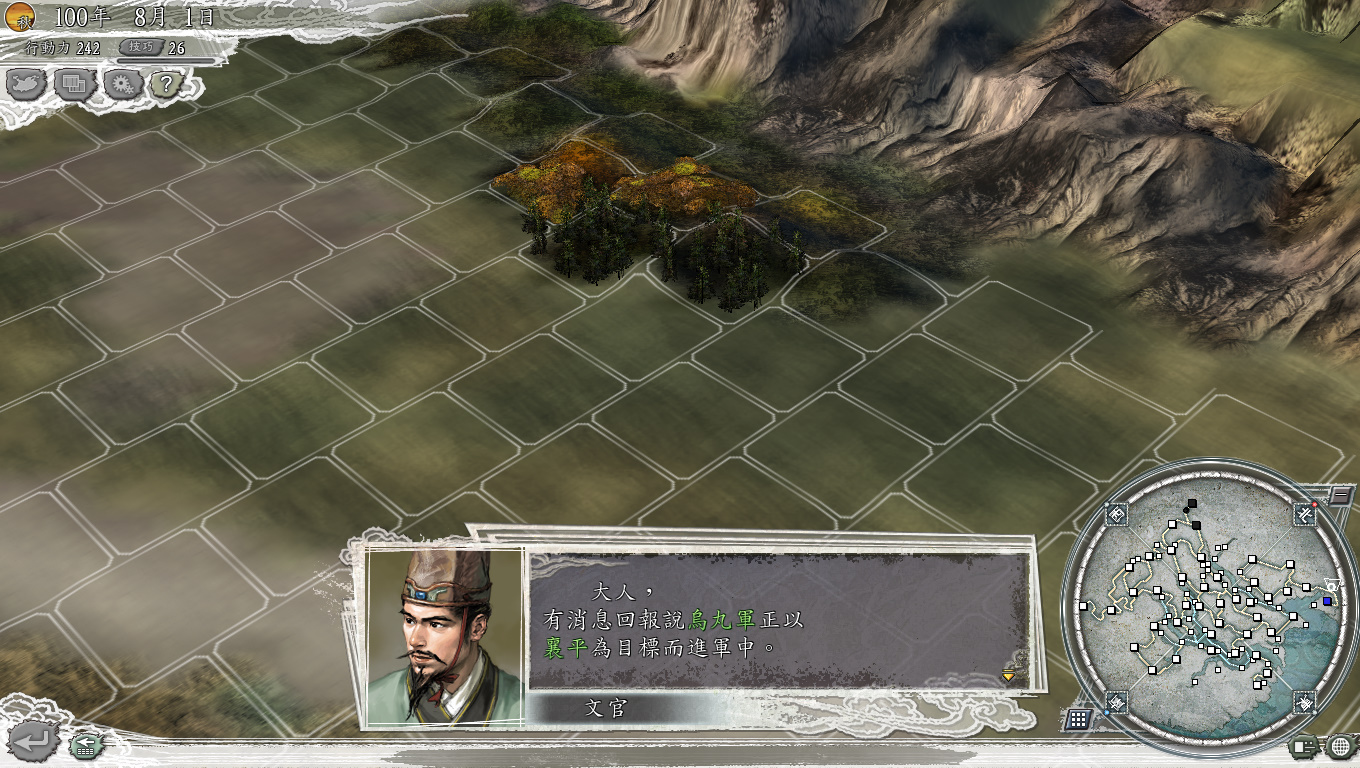 秋 100年 8月 1日
行動力 242 技巧 26
?
大人，
有消息回報說烏丸軍正以
襄平為目標而進軍中。
文官